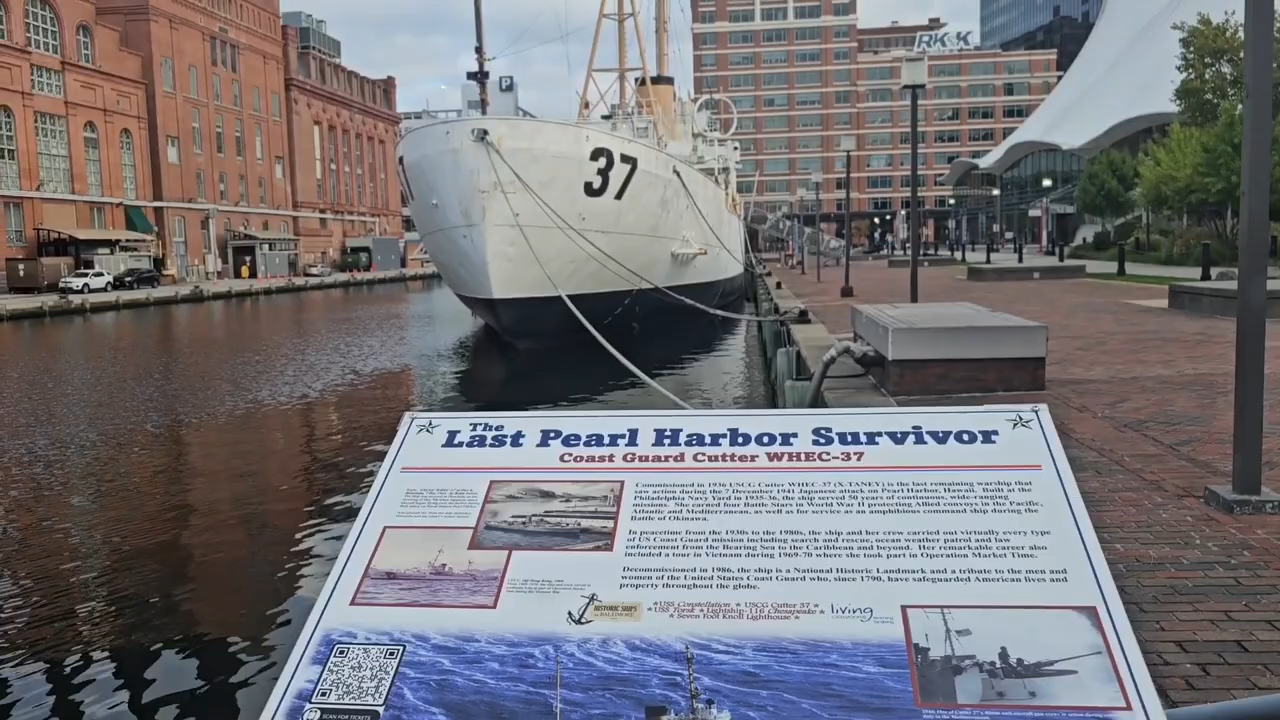 RK&K
P
37
The
Last Pearl Harbor Survivor
Coast Guard Cutter WHEC-37
Commissioned in 1936 USCG Cutter WHEC-37 (X-TANEY) is the last remaining warship that
saw action during the 7 December 1941 Japanese attack on Pearl Harbor, Hawaii. Built at the
Philadelphia Navy Yard in 1935-36, the ship served 50 years of continuous, wide-ranging
missions. She earned four Battle Stars in World War II protecting Allied convoys in the Pacific,
Atlantic and Mediterranean, as well as for service as an amphibious command ship during the
Battle of Okinawa.
In peacetime from the 1930s to the 1980s, the ship and her crew carried out virtually every type
of US Coast Guard mission including search and rescue, ocean weather patrol and law
enforcement from the Bearing Sea to the Caribbean and beyond. Her remarkable career also
included a tour in Vietnam during 1969-70 where she took part in Operation Market Time.
Decommissioned in 1986, the ship is a National Historic Landmark and a tribute to the men and
women of the United States Coast Guard who, since 1790, have safeguarded American lives and
property throughout the globe.
HISTORIC SHIPS
IN BALTIMORE
USS Constellation ★ USCG Cutter 37
USS Torsk ★ Lightship-116 Chesapeake
Seven Foot Knoll Lighthouse
living
classrooms
SCAN FOR TICKETS